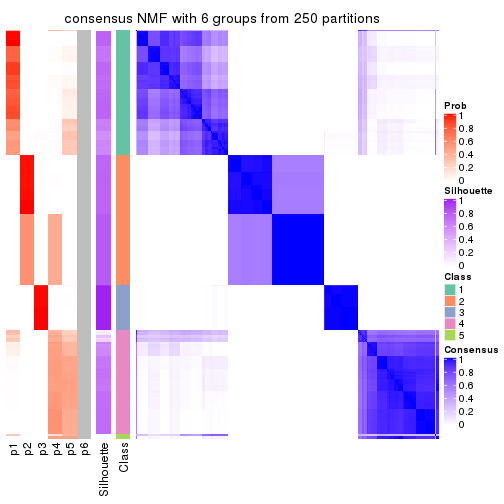 consensus NMF with 6 groups from 250 partitions
Prob
1
0.8
0.6
0.4
0.2
0
Silhouette
1
0.8
0.6
0.4
0.2
0
Class
1
2
3
4
5
Consensus
1
0.8
0.6
0.4
0.2
0
p1
p2
p3
p4
p5
p6
Silhouette
Class